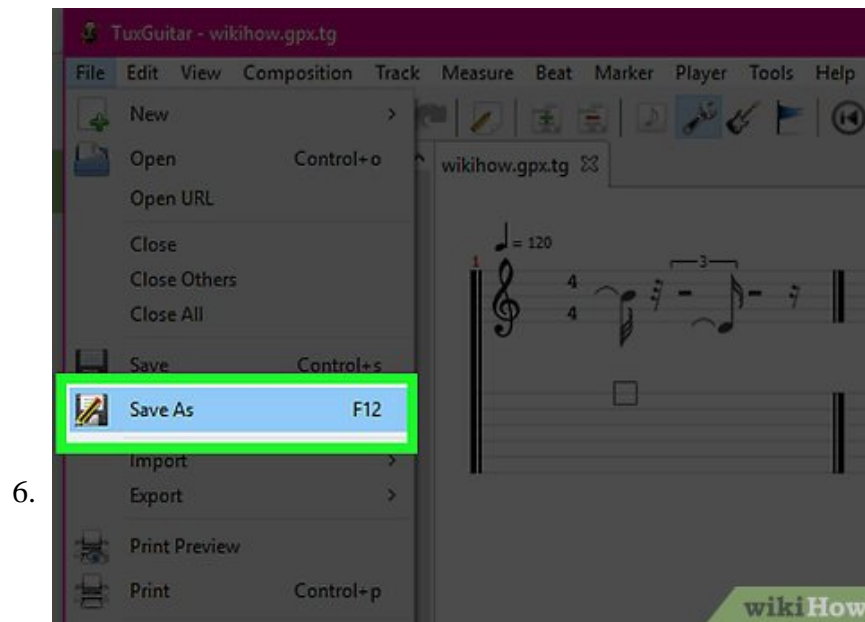 TuxGuitar - wikihow.gpx.tg
File Edit View Composition Track Measure Beat Marker Player Tools Help
New >
Open Control+o
wikihow.gpx.tg
Open URL
Close
Close Others
Close All
= 120
1
3
4
4
Save Control+s
Save As F12
Import >
Export >
6.
Print Preview
Print Control+p
wikiHow